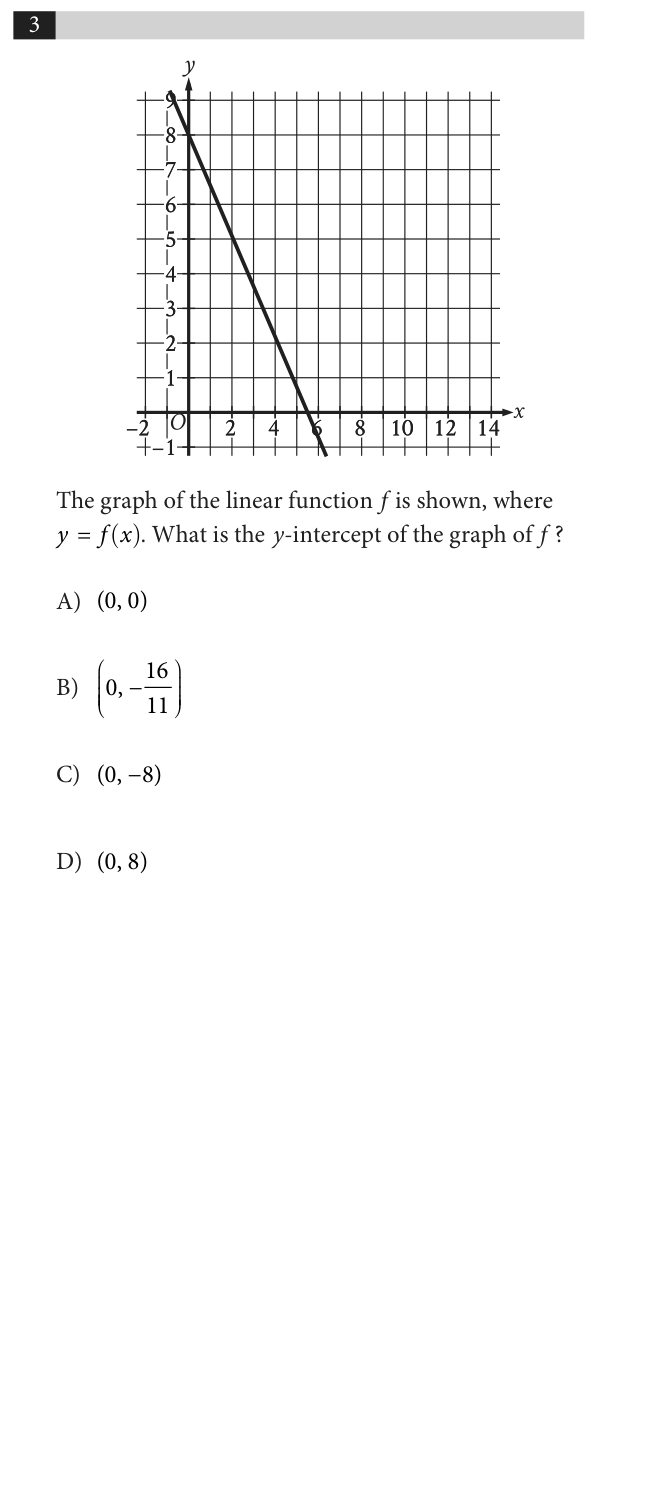 3
y
9
8
7
6
5
4
3
2
1
–2 O 2 4 6 8 10 12 14 x
–1
The graph of the linear function f is shown, where
y = f(x). What is the y-intercept of the graph of f ?
A) (0, 0)
B) (0, –16/11)
C) (0, –8)
D) (0, 8)